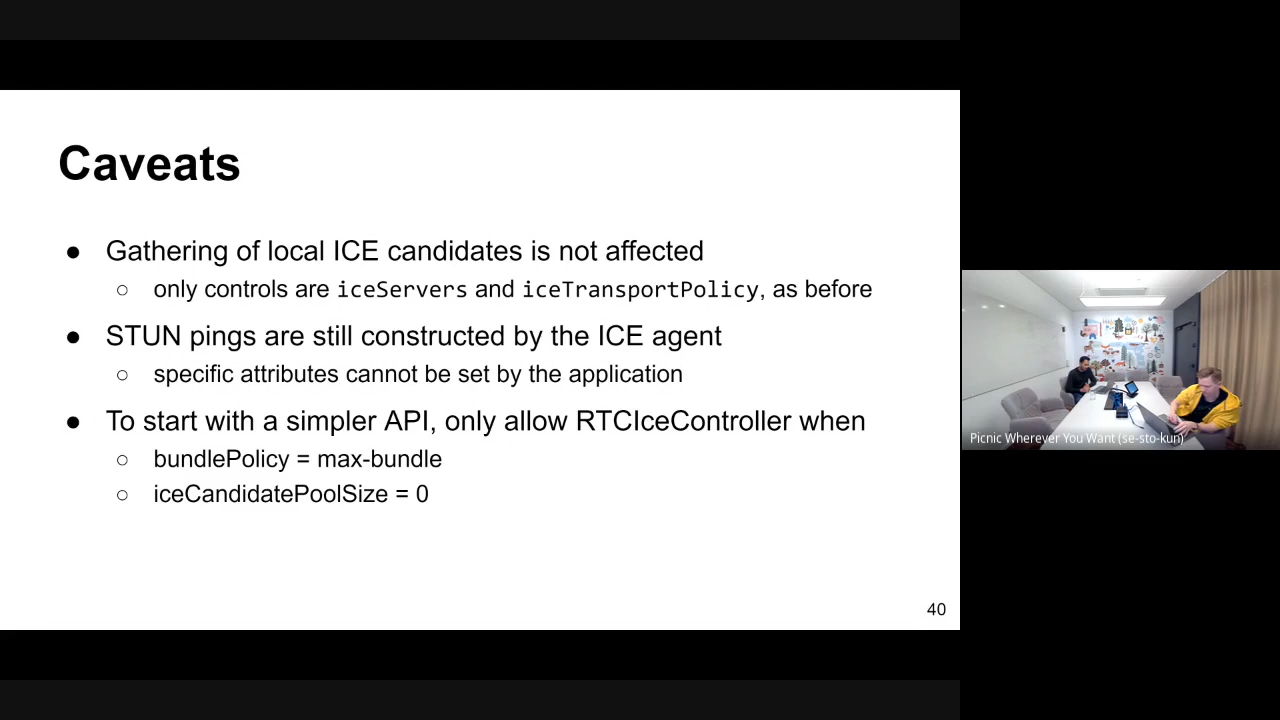 Caveats
● Gathering of local ICE candidates is not affected
○ only controls are iceServers and iceTransportPolicy, as before
● STUN pings are still constructed by the ICE agent
○ specific attributes cannot be set by the application
● To start with a simpler API, only allow RTCIceController when
○ bundlePolicy = max-bundle
○ iceCandidatePoolSize = 0
40
Picnic Wherever You Want (se-sto-kun)